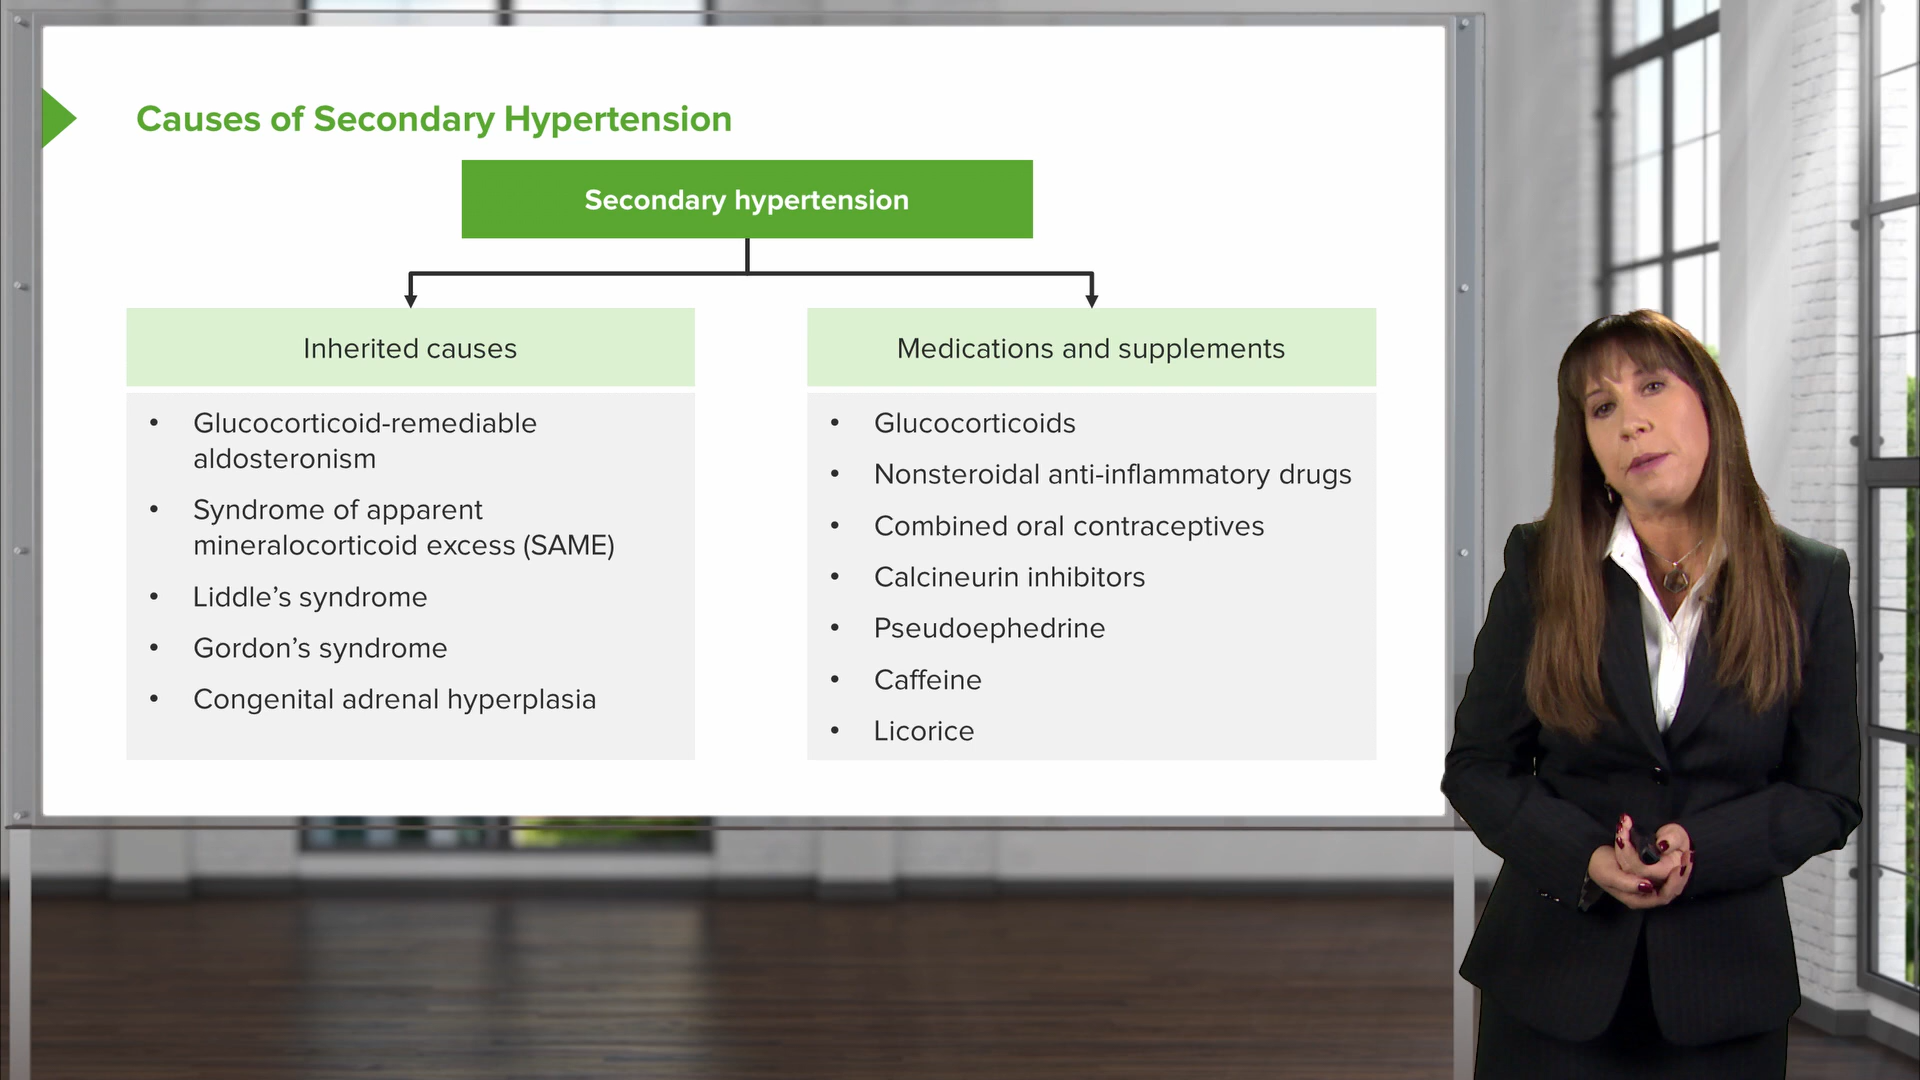 Causes of Secondary Hypertension
Secondary hypertension
Inherited causes
• Glucocorticoid-remediable
aldosteronism
• Syndrome of apparent
mineralocorticoid excess (SAME)
• Liddle’s syndrome
• Gordon’s syndrome
• Congenital adrenal hyperplasia
Medications and supplements
• Glucocorticoids
• Nonsteroidal anti-inflammatory drugs
• Combined oral contraceptives
• Calcineurin inhibitors
• Pseudoephedrine
• Caffeine
• Licorice